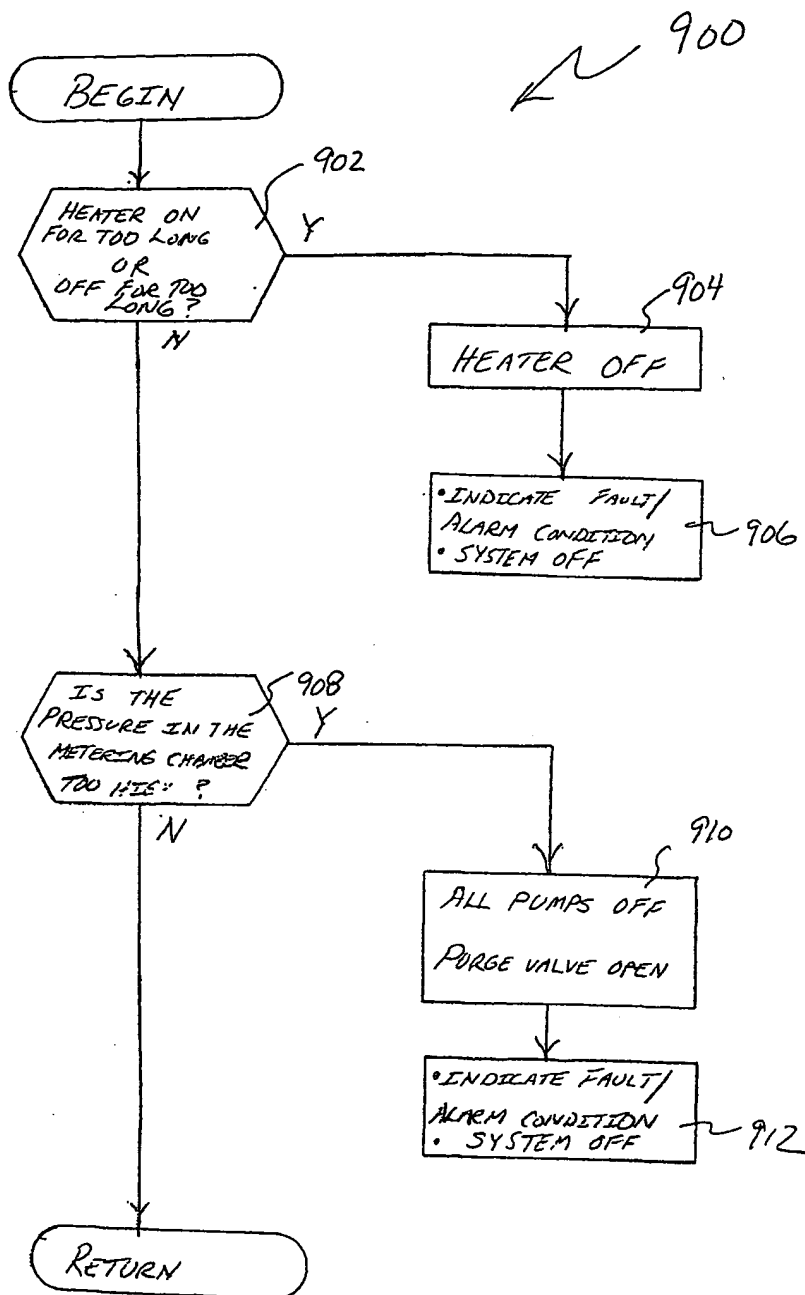 900
BEGIN
902
HEATER ON
FOR TOO LONG
OR
OFF FOR TOO
LONG?
Y
N
904
HEATER OFF
• INDICATE FAULT/
ALARM CONDITION
• SYSTEM OFF
906
908
IS THE
PRESSURE IN THE
METERING CHAMBER
TOO ?
Y
N
910
ALL PUMPS OFF
PURGE VALVE OPEN
• INDICATE FAULT/
ALARM CONDITION
• SYSTEM OFF
912
RETURN